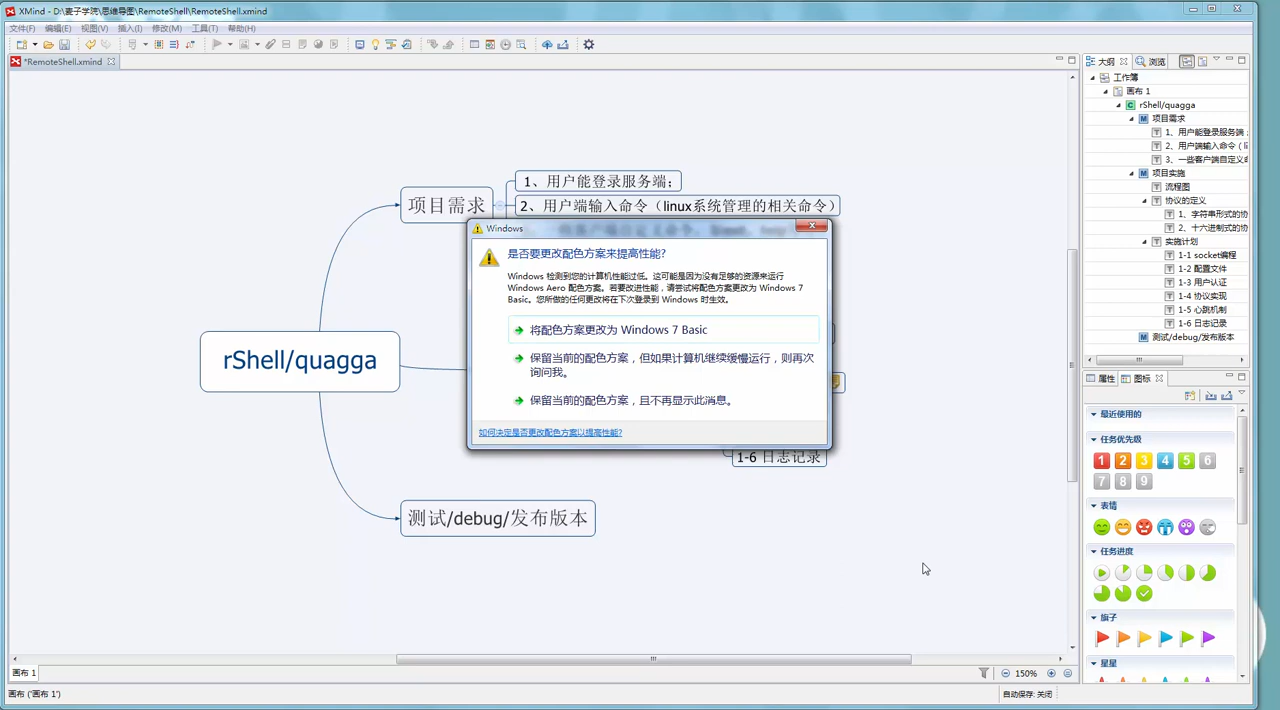 XMind - D:\麦子学院\思维导图\RemoteShell\RemoteShell.xmind
文件(F) 编辑(E) 视图(V) 插入(I) 修改(M) 工具(T) 帮助(H)
*RemoteShell.xmind
rShell/quagga
项目需求
1、用户能登录服务端；
2、用户端输入命令（linux系统管理的相关命令）
1-6 日志记录
测试/debug/发布版本
Windows
是否要更改配色方案来提高性能?
Windows 检测到您的计算机性能过低。这可能是因为没有足够的资源来运行
Windows Aero 配色方案。若要改进性能，请尝试将配色方案更改为 Windows 7
Basic。您所做的任何更改将在下次登录到 Windows 时生效。
将配色方案更改为 Windows 7 Basic
保留当前的配色方案，但如果计算机继续缓慢运行，则再次
询问我。
保留当前的配色方案，且不再显示此消息。
如何决定是否更改配色方案以提高性能?
大纲
浏览
工作簿
画布 1
rShell/quagga
项目需求
1、用户能登录服务端;
2、用户端输入命令（li
3、一些客户端自定义命
项目实施
流程图
协议的定义
1、字符串形式的协
2、十六进制式的协
实施计划
1-1 socket编程
1-2 配置文件
1-3 用户认证
1-4 协议实现
1-5 心跳机制
1-6 日志记录
测试/debug/发布版本
属性
图标
最近使用的
任务优先级
1 2 3 4 5 6
7 8 9
表情
任务进度
旗子
星星
画布 1
150%
画布 ('画布 1')
自动保存: 关闭